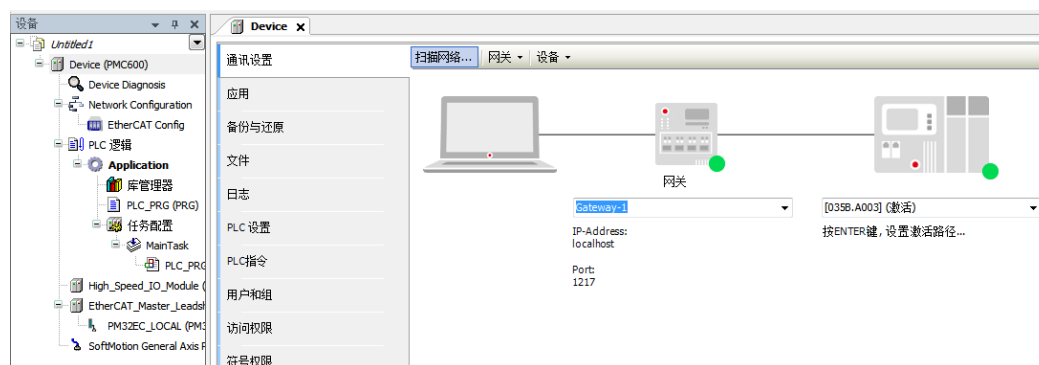 设备
Untitled1
Device (PMC600)
Device Diagnosis
Network Configuration
EtherCAT Config
PLC 逻辑
Application
库管理器
PLC_PRG (PRG)
任务配置
MainTask
PLC_PRG
High_Speed_IO_Module (
EtherCAT_Master_Leadsh
PM32EC_LOCAL (PM3
SoftMotion General Axis P
Device
通讯设置
应用
备份与还原
文件
日志
PLC 设置
PLC指令
用户和组
访问权限
符号权限
扫描网络... 网关 设备
网关
Gateway-1
IP-Address:
localhost
Port:
1217
[035B.A003] (激活)
按ENTER键, 设置激活路径...